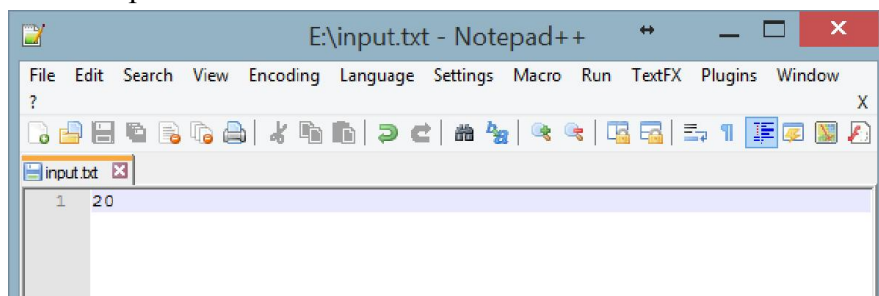 E:\input.txt - Notepad++
File Edit Search View Encoding Language Settings Macro Run TextFX Plugins Window
? X
input.txt
1 20